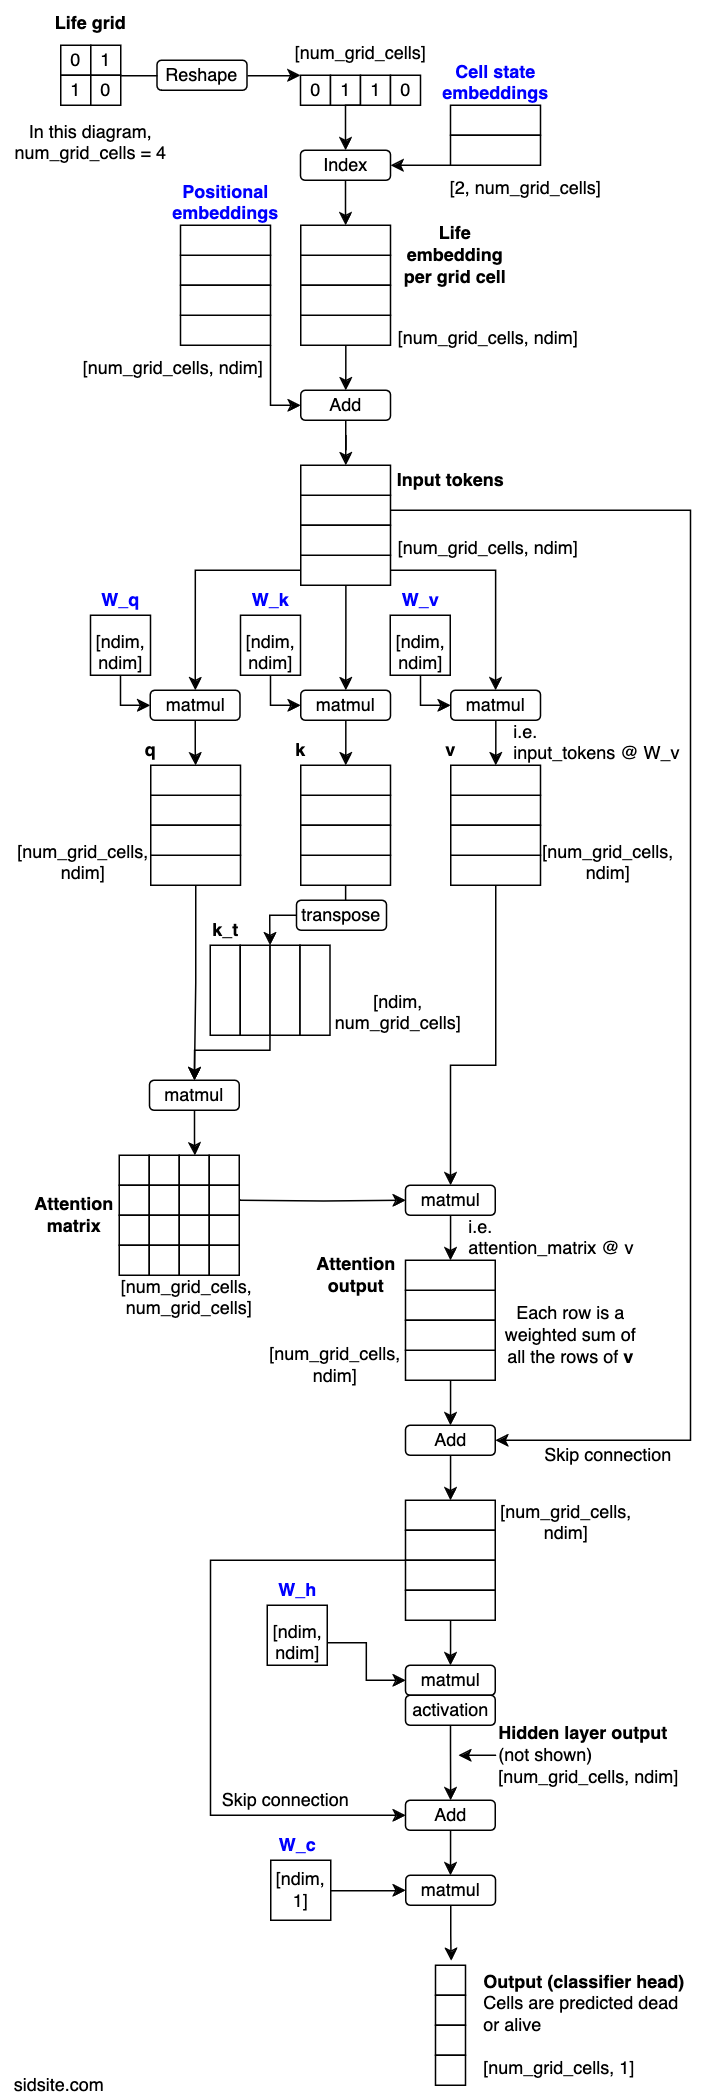 Life grid
0 1
1 0
Reshape
[num_grid_cells]
0 1 1 0
In this diagram,
num_grid_cells = 4
Cell state
embeddings
Index
[2, num_grid_cells]
Positional
embeddings
Life
embedding
per grid cell
[num_grid_cells, ndim]
[num_grid_cells, ndim]
Add
Input tokens
[num_grid_cells, ndim]
W_q
[ndim,
ndim]
W_k
[ndim,
ndim]
W_v
[ndim,
ndim]
matmul
matmul
matmul
i.e.
input_tokens @ W_v
q
k
v
[num_grid_cells,
ndim]
[num_grid_cells,
ndim]
transpose
k_t
[ndim,
num_grid_cells]
matmul
Attention
matrix
[num_grid_cells,
num_grid_cells]
matmul
i.e.
attention_matrix @ v
Attention
output
[num_grid_cells,
ndim]
Each row is a
weighted sum of
all the rows of v
Add
Skip connection
[num_grid_cells,
ndim]
W_h
[ndim,
ndim]
matmul
activation
Hidden layer output
(not shown)
[num_grid_cells, ndim]
Skip connection
Add
W_c
[ndim,
1]
matmul
Output (classifier head)
Cells are predicted dead
or alive
[num_grid_cells, 1]
sidsite.com